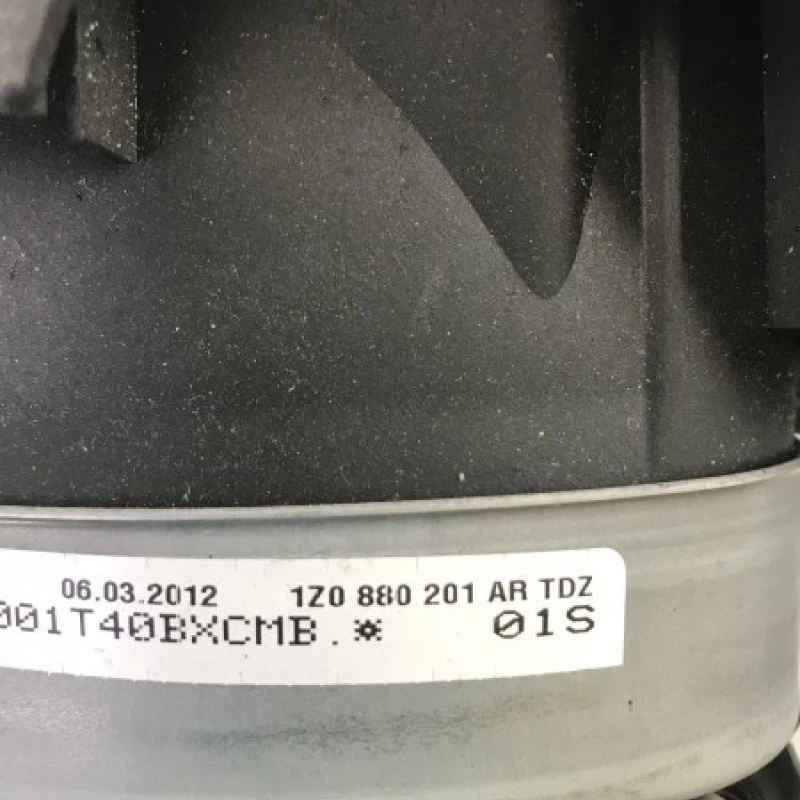 06.03.2012 1Z0 880 201 AR TDZ
001T40BXCMB.* 01S